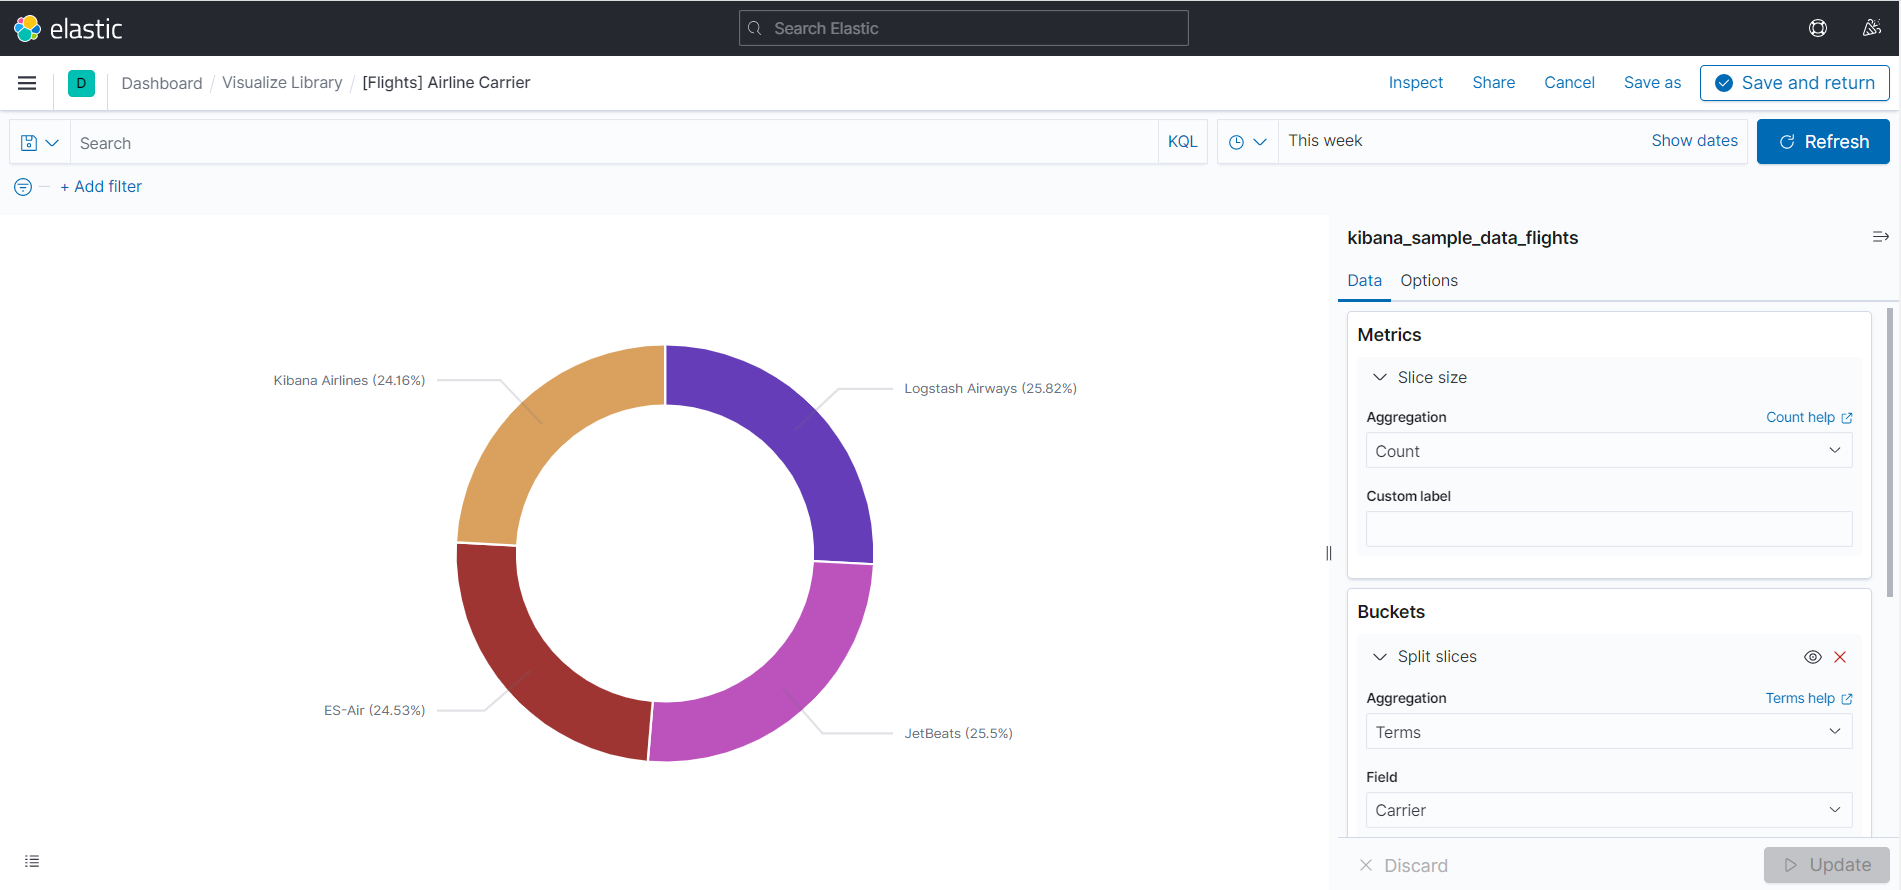 elastic
Search Elastic
D Dashboard / Visualize Library / [Flights] Airline Carrier
Inspect Share Cancel Save as Save and return
Search KQL This week Show dates Refresh
+ Add filter
Kibana Airlines (24.16%)
Logstash Airways (25.82%)
ES-Air (24.53%)
JetBeats (25.5%)
kibana_sample_data_flights
Data Options
Metrics
Slice size
Aggregation Count help
Count
Custom label
Buckets
Split slices
Aggregation Terms help
Terms
Field
Carrier
Discard Update